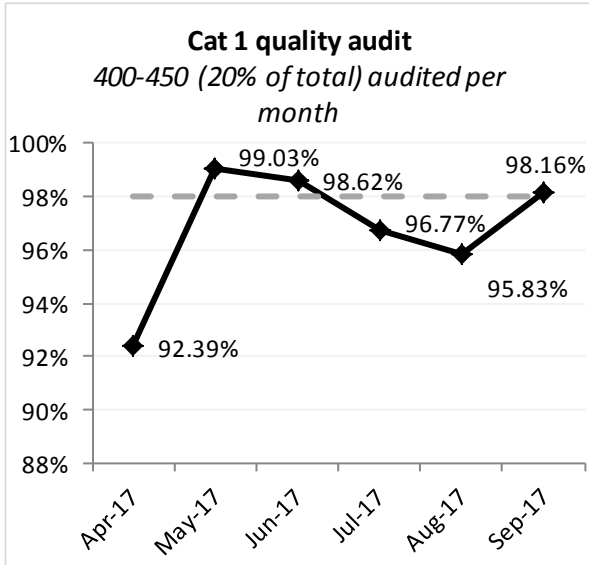 Cat 1 quality audit
400-450 (20% of total) audited per
month
100%
98%
96%
94%
92%
90%
88%
92.39%
99.03%
98.62%
96.77%
95.83%
98.16%
Apr-17
May-17
Jun-17
Jul-17
Aug-17
Sep-17